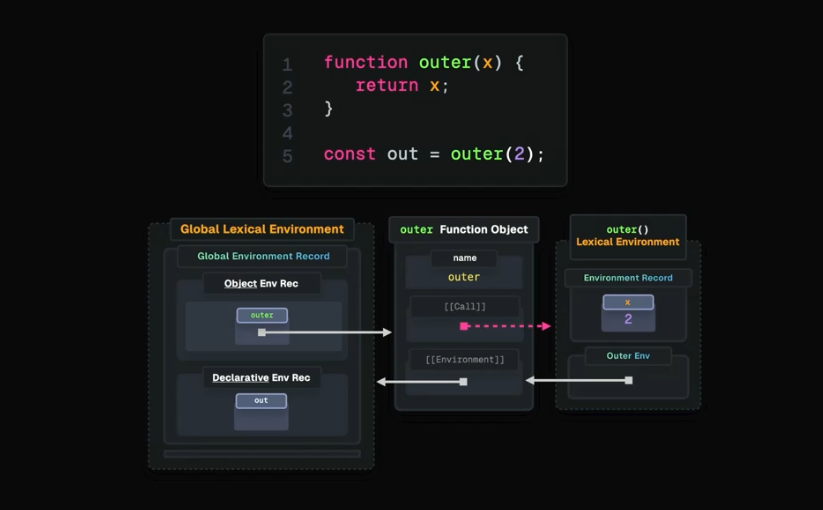 1 function outer(x) {
2 return x;
3 }
4
5 const out = outer(2);
Global Lexical Environment
Global Environment Record
Object Env Rec
outer
Declarative Env Rec
out
outer Function Object
name
outer
[[Call]]
[[Environment]]
outer()
Lexical Environment
Environment Record
x
2
Outer Env